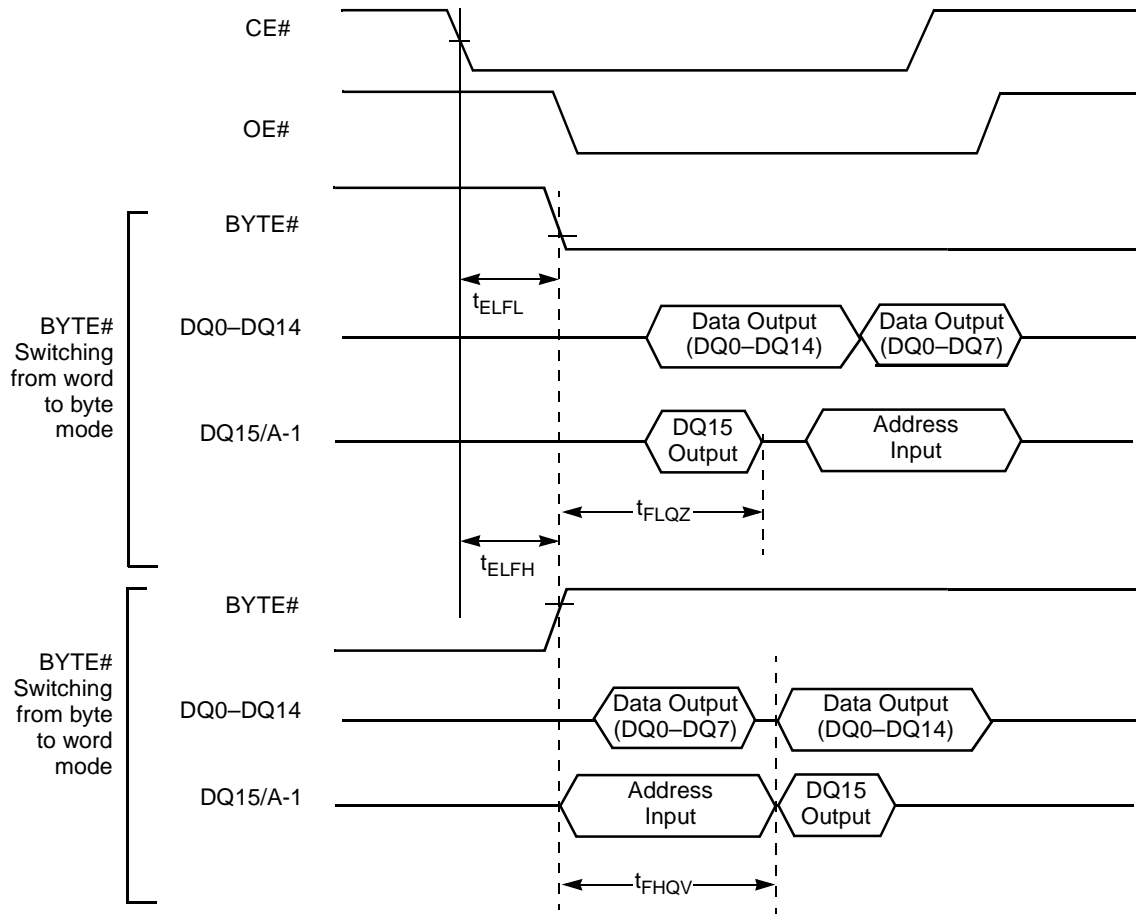 CE#
OE#
BYTE#
tELFL
BYTE#
Switching
from word
to byte
mode
DQ0–DQ14
Data Output
(DQ0–DQ14)
Data Output
(DQ0–DQ7)
DQ15/A-1
DQ15
Output
Address
Input
tFLQZ
tELFH
BYTE#
BYTE#
Switching
from byte
to word
mode
DQ0–DQ14
Data Output
(DQ0–DQ7)
Data Output
(DQ0–DQ14)
DQ15/A-1
Address
Input
DQ15
Output
tFHQV